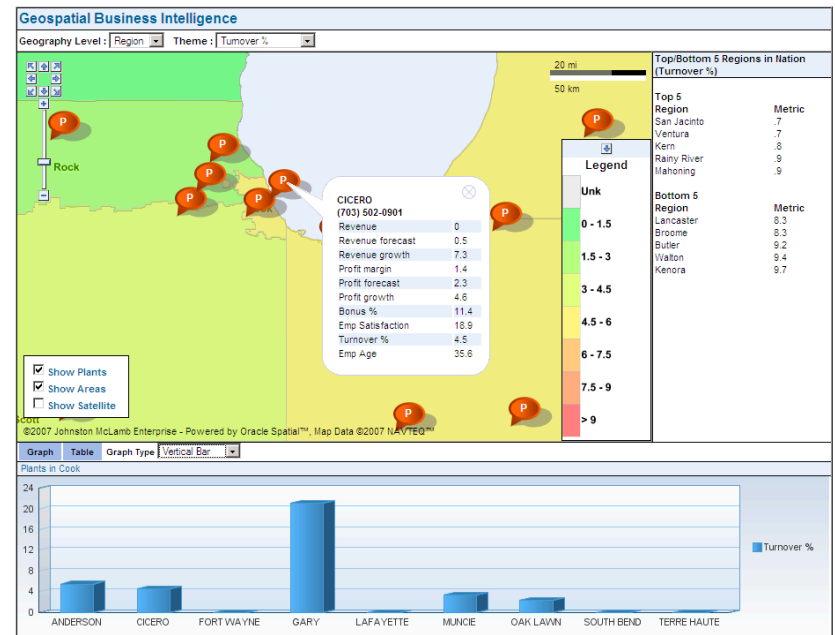 Geospatial Business Intelligence
Geography Level : Region Theme : Turnover %
20 mi
50 km
P
P
P
P
P
P
P
P
P
P
P
Rock
CICERO
(703) 502-0901
Revenue 0
Revenue forecast 0.5
Revenue growth 7.3
Profit margin 1.4
Profit forecast 2.3
Profit growth 4.6
Bonus % 11.4
Emp Satisfaction 18.9
Turnover % 4.5
Emp Age 35.6
Legend
Unk
0 - 1.5
1.5 - 3
3 - 4.5
4.5 - 6
6 - 7.5
7.5 - 9
> 9
Show Plants
Show Areas
Show Satellite
©2007 Johnston McLamb Enterprise - Powered by Oracle Spatial™, Map Data ©2007 NAVTEQ™
Top/Bottom 5 Regions in Nation
(Turnover %)
Top 5
Region Metric
San Jacinto .7
Ventura .7
Kern .8
Rainy River .9
Mahoning .9
Bottom 5
Region Metric
Lancaster 8.3
Broome 8.3
Butler 9.2
Walton 9.4
Kenora 9.7
Graph Table Graph Type Vertical Bar
Plants in Cook
24
20
16
12
8
4
0
ANDERSON CICERO FORT WAYNE GARY LAFAYETTE MUNCIE OAK LAWN SOUTH BEND TERRE HAUTE
Turnover %